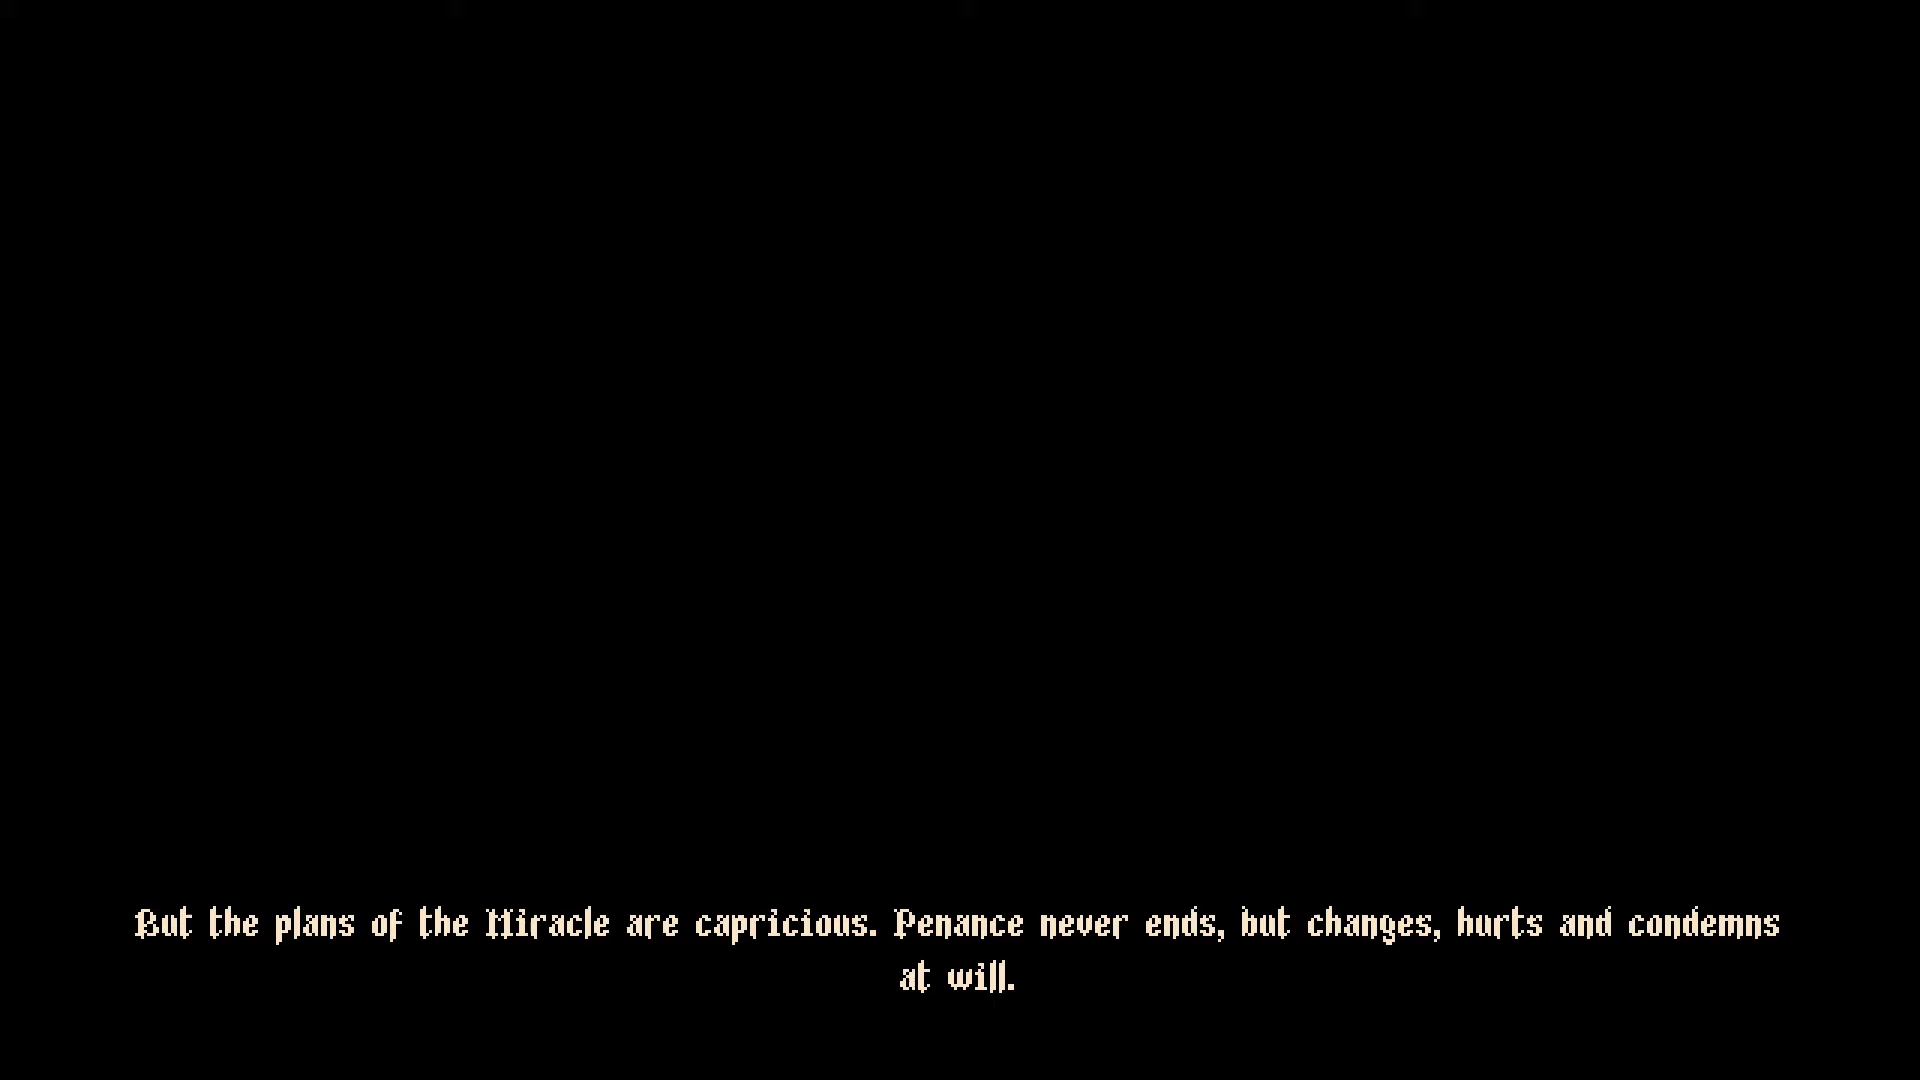 But the plans of the Miracle are capricious. Penance never ends, but changes, hurts and condemns
at will.